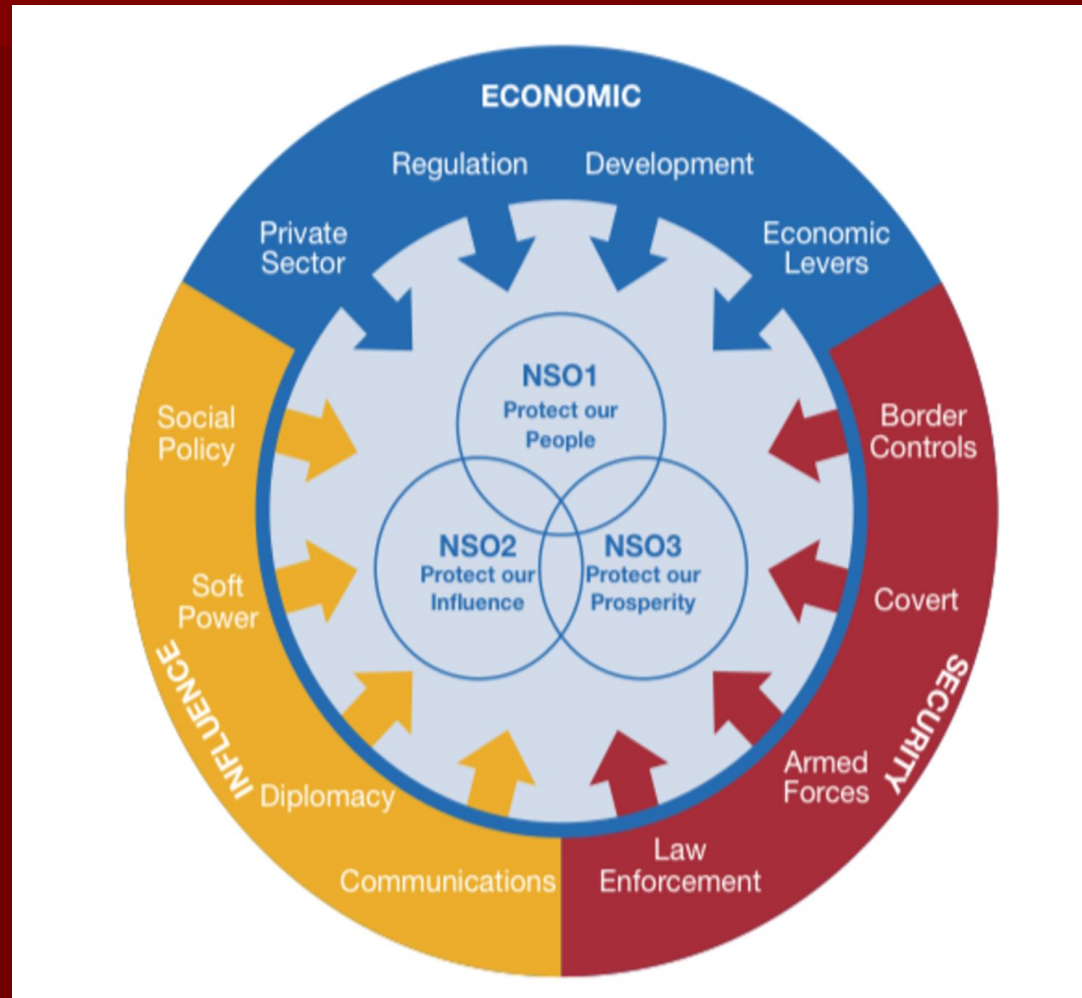 ECONOMIC
Regulation
Development
Private
Sector
Economic
Levers
NSO1
Protect our
People
Social
Policy
Border
Controls
NSO2
Protect our
Influence
NSO3
Protect our
Prosperity
Soft
Power
Covert
INFLUENCE
SECURITY
Diplomacy
Armed
Forces
Communications
Law
Enforcement